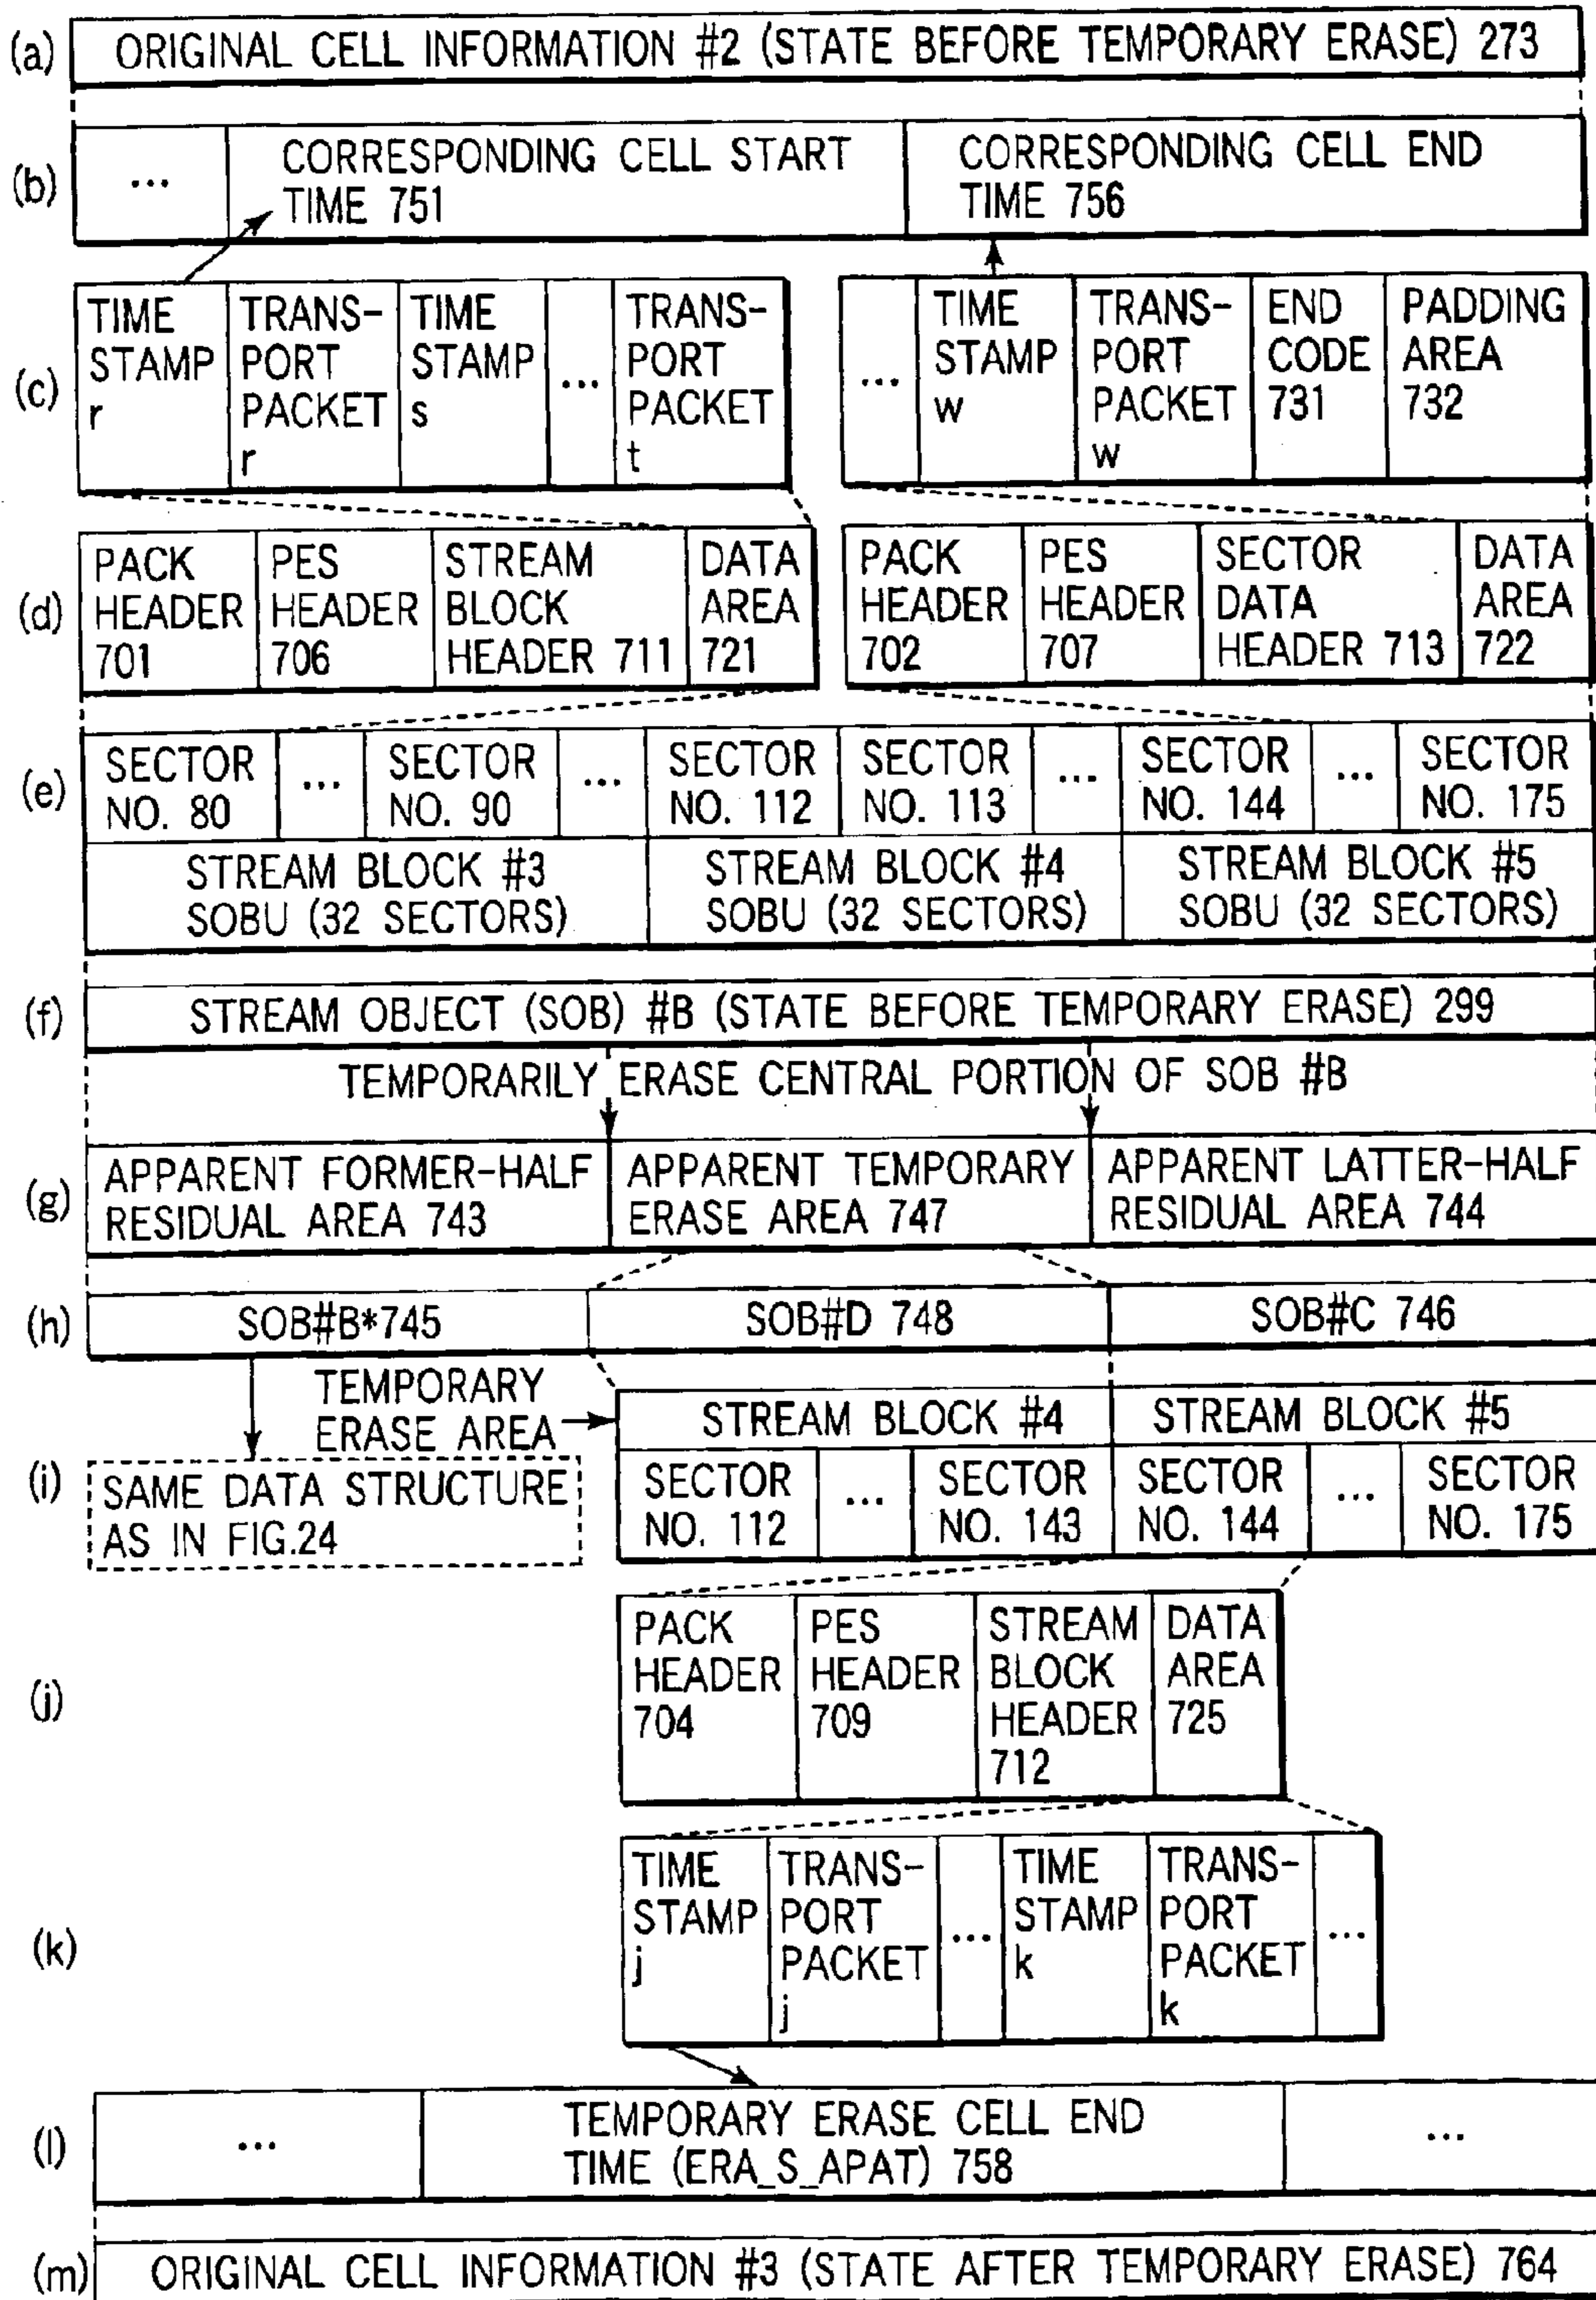 (a) ORIGINAL CELL INFORMATION #2 (STATE BEFORE TEMPORARY ERASE) 273
(b) ...
CORRESPONDING CELL START
TIME 751
CORRESPONDING CELL END
TIME 756
(c)
TIME
STAMP
r
TRANS-
PORT
PACKET
r
TIME
STAMP
s
...
TRANS-
PORT
PACKET
t
...
TIME
STAMP
w
TRANS-
PORT
PACKET
w
END
CODE
731
PADDING
AREA
732
(d)
PACK
HEADER
701
PES
HEADER
706
STREAM
BLOCK
HEADER 711
DATA
AREA
721
PACK
HEADER
702
PES
HEADER
707
SECTOR
DATA
HEADER 713
DATA
AREA
722
(e)
SECTOR
NO. 80
...
SECTOR
NO. 90
...
SECTOR
NO. 112
SECTOR
NO. 113
...
SECTOR
NO. 144
...
SECTOR
NO. 175
STREAM BLOCK #3
SOBU (32 SECTORS)
STREAM BLOCK #4
SOBU (32 SECTORS)
STREAM BLOCK #5
SOBU (32 SECTORS)
(f) STREAM OBJECT (SOB) #B (STATE BEFORE TEMPORARY ERASE) 299
TEMPORARILY ERASE CENTRAL PORTION OF SOB #B
(g)
APPARENT FORMER-HALF
RESIDUAL AREA 743
APPARENT TEMPORARY
ERASE AREA 747
APPARENT LATTER-HALF
RESIDUAL AREA 744
(h) SOB#B*745 SOB#D 748 SOB#C 746
TEMPORARY
ERASE AREA
(i)
SAME DATA STRUCTURE
AS IN FIG.24
STREAM BLOCK #4
STREAM BLOCK #5
SECTOR
NO. 112
...
SECTOR
NO. 143
SECTOR
NO. 144
...
SECTOR
NO. 175
(j)
PACK
HEADER
704
PES
HEADER
709
STREAM
BLOCK
HEADER
712
DATA
AREA
725
(k)
TIME
STAMP
j
TRANS-
PORT
PACKET
j
...
TIME
STAMP
k
TRANS-
PORT
PACKET
k
...
(l) ...
TEMPORARY ERASE CELL END
TIME (ERA_S_APAT) 758
...
(m) ORIGINAL CELL INFORMATION #3 (STATE AFTER TEMPORARY ERASE) 764